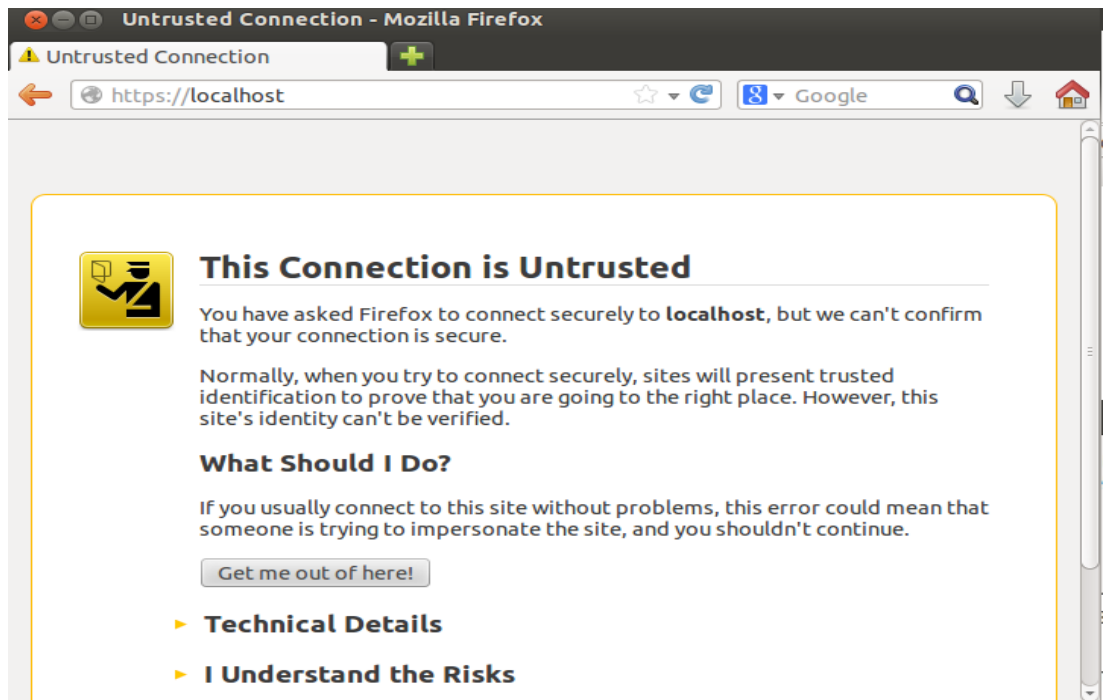 Untrusted Connection - Mozilla Firefox
Untrusted Connection
https://localhost
8 Google
This Connection is Untrusted
You have asked Firefox to connect securely to localhost, but we can't confirm
that your connection is secure.
Normally, when you try to connect securely, sites will present trusted
identification to prove that you are going to the right place. However, this
site's identity can't be verified.
What Should I Do?
If you usually connect to this site without problems, this error could mean that
someone is trying to impersonate the site, and you shouldn't continue.
Get me out of here!
Technical Details
I Understand the Risks